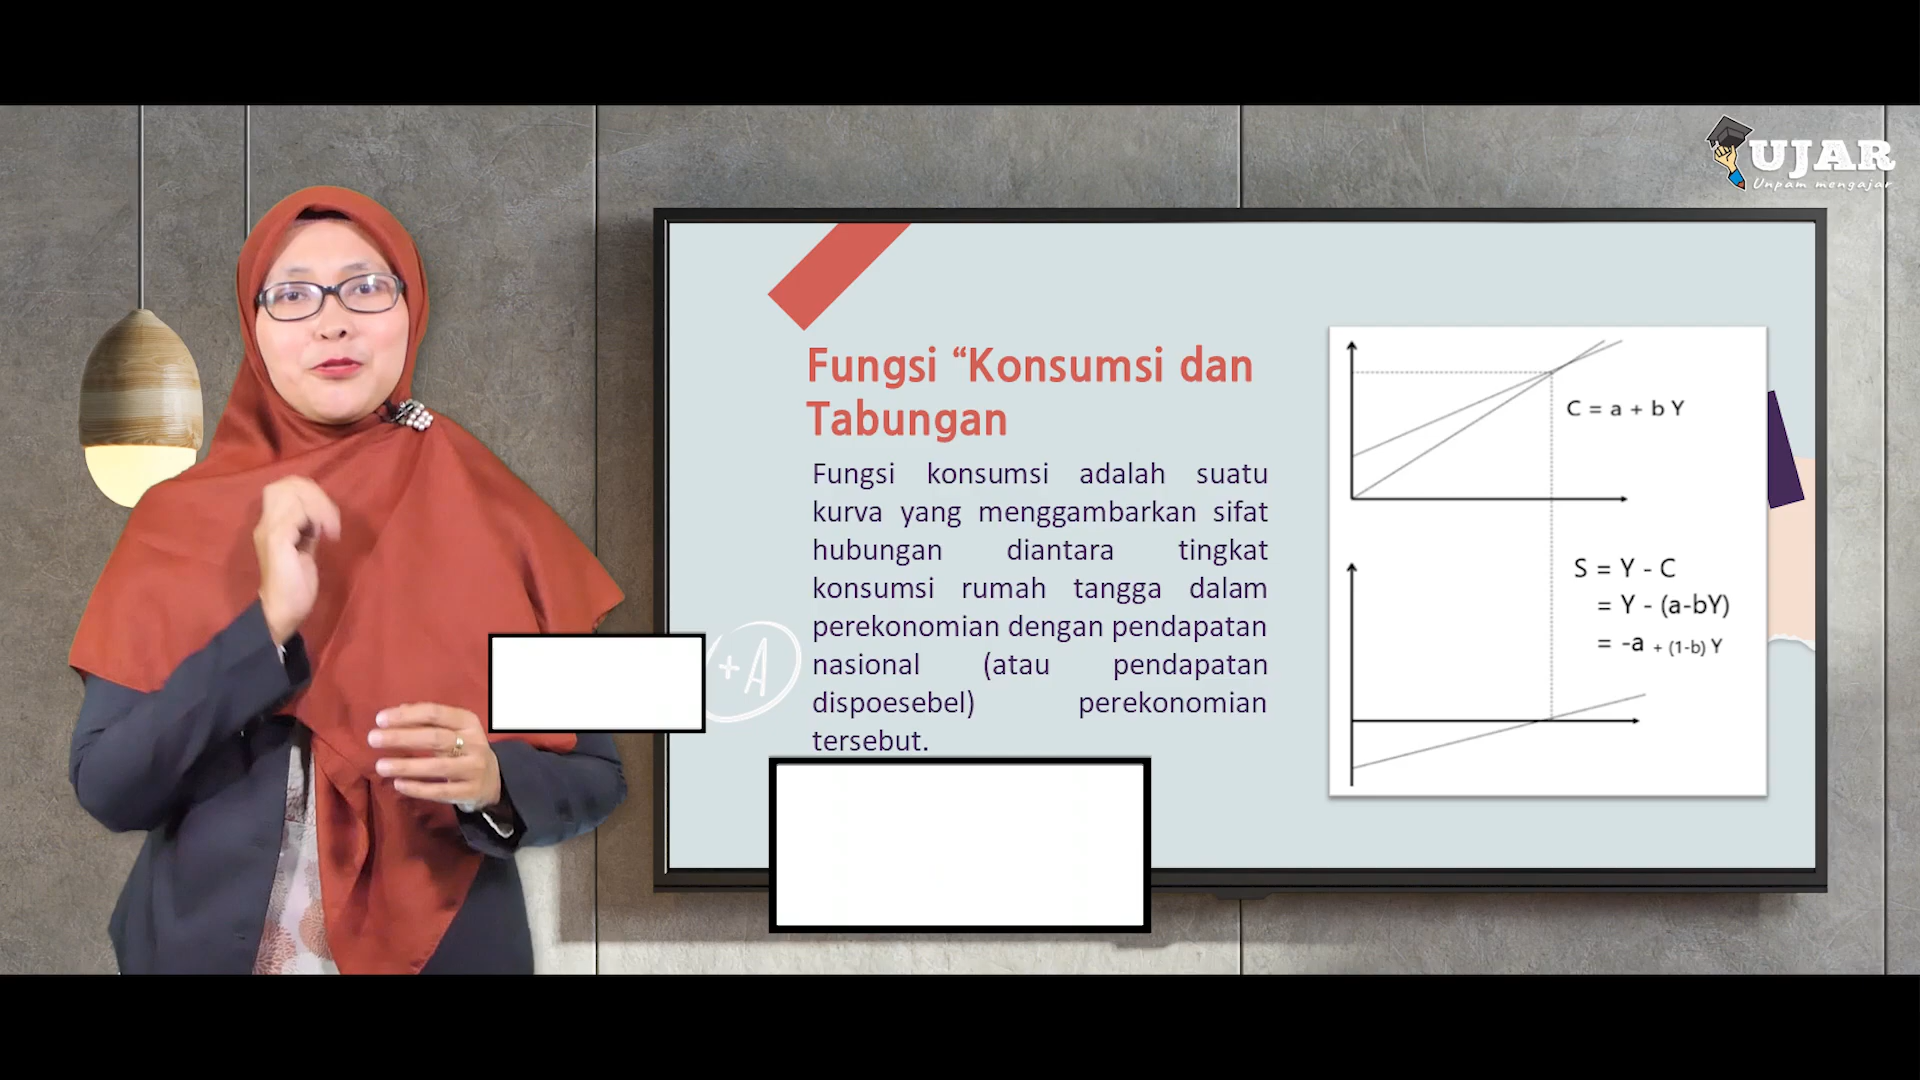 UJAR
Unpam mengajar
Fungsi “Konsumsi dan
Tabungan
Fungsi konsumsi adalah suatu
kurva yang menggambarkan sifat
hubungan diantara tingkat
konsumsi rumah tangga dalam
perekonomian dengan pendapatan
nasional (atau pendapatan
dispoesebel) perekonomian
tersebut.
+A
C = a + b Y
S = Y - C
= Y - (a-bY)
= -a + (1-b) Y